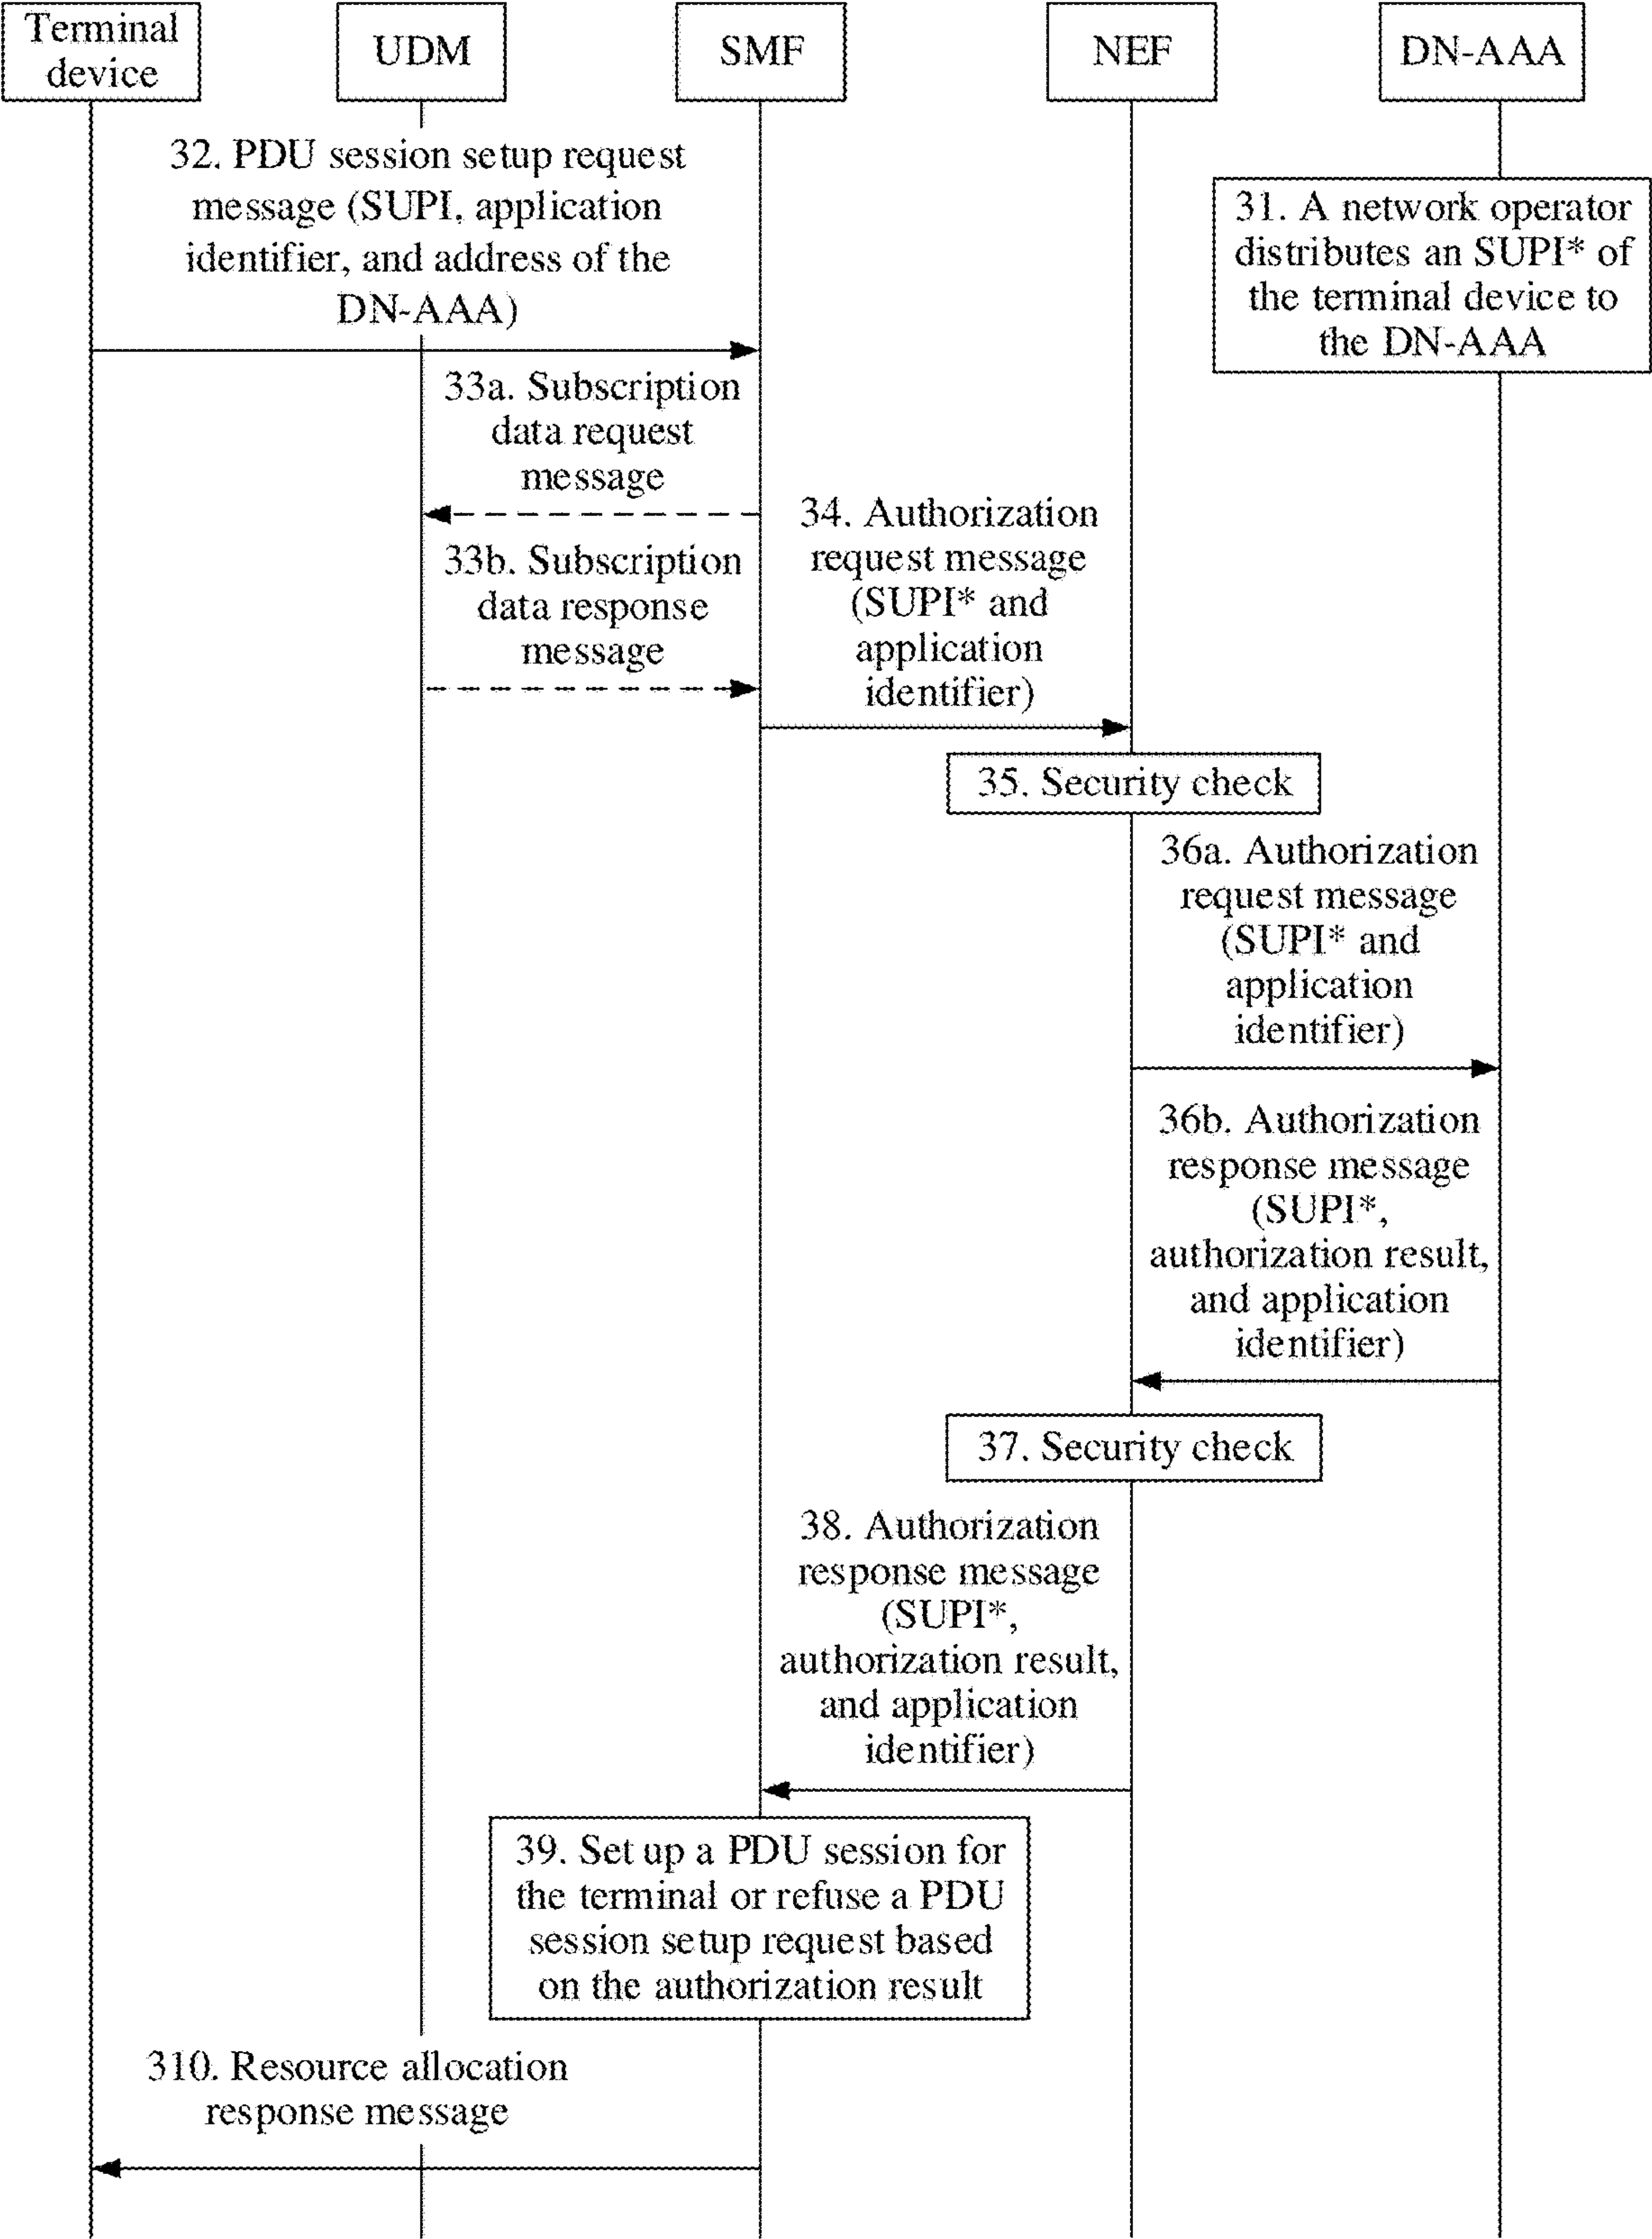 Terminal
device
UDM
SMF
NEF
DN-AAA
32. PDU session setup request
message (SUPI, application
identifier, and address of the
DN-AAA)
31. A network operator
distributes an SUPI* of
the terminal device to
the DN-AAA
33a. Subscription
data request
message
33b. Subscription
data response
message
34. Authorization
request message
(SUPI* and
application
identifier)
35. Security check
36a. Authorization
request message
(SUPI* and
application
identifier)
36b. Authorization
response message
(SUPI*,
authorization result,
and application
identifier)
37. Security check
38. Authorization
response message
(SUPI*,
authorization result,
and application
identifier)
39. Set up a PDU session for
the terminal or refuse a PDU
session setup request based
on the authorization result
310. Resource allocation
response message